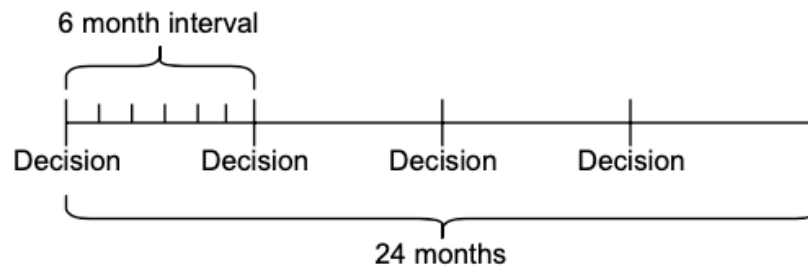 6 month interval
Decision Decision Decision Decision
24 months